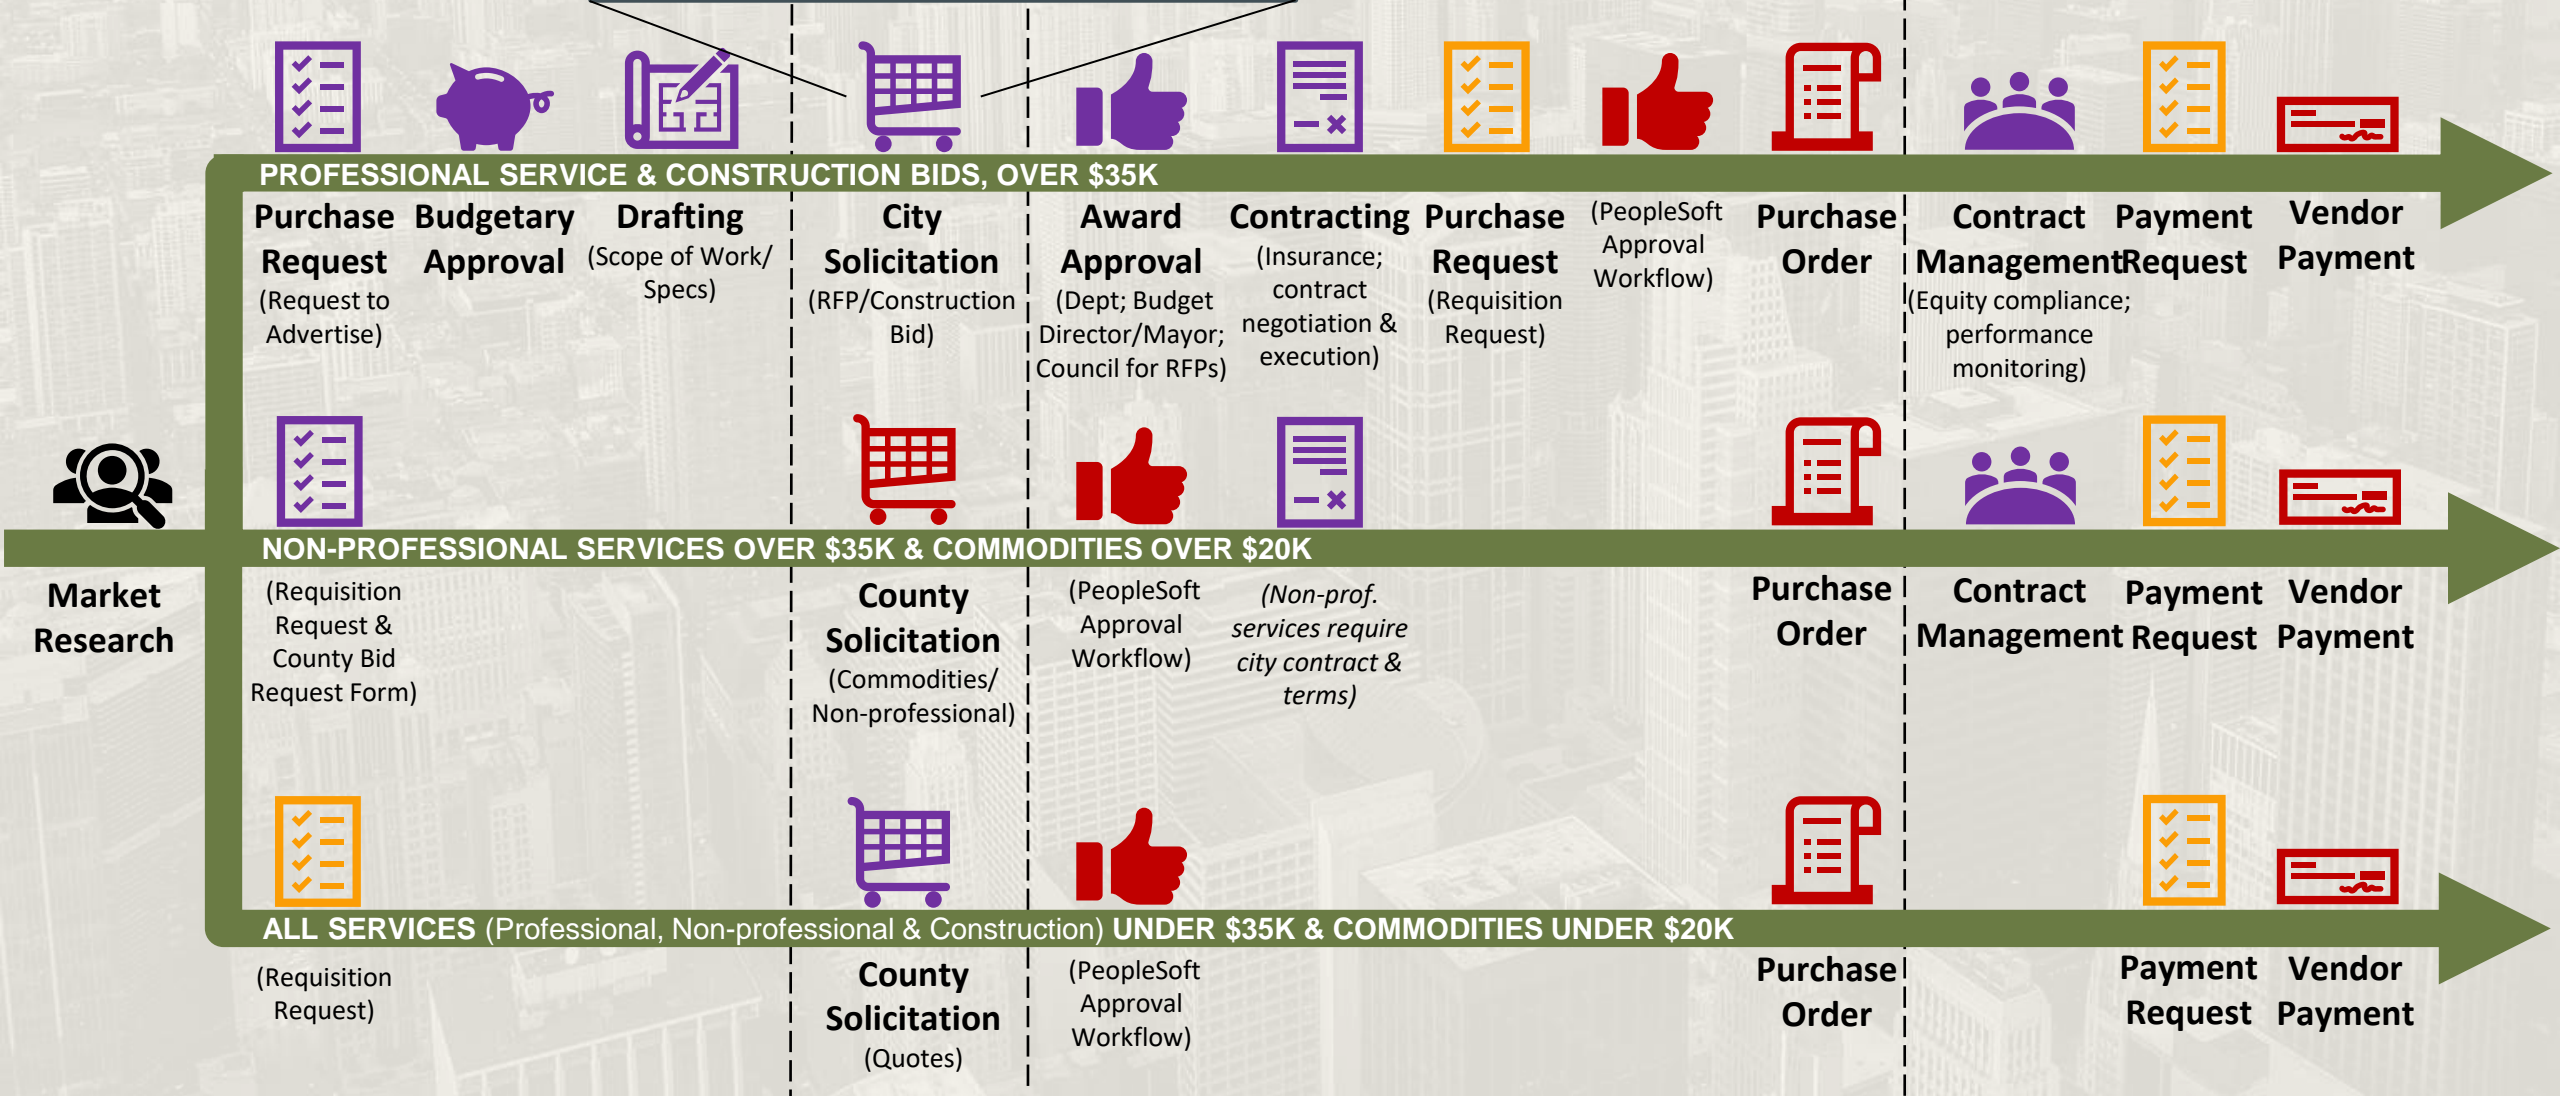 PROFESSIONAL SERVICE & CONSTRUCTION BIDS, OVER $35K
Purchase
Request
(Request to
Advertise)
Budgetary
Approval
Drafting
(Scope of Work/
Specs)
City
Solicitation
(RFP/Construction
Bid)
Award
Approval
(Dept; Budget
Director/Mayor;
Council for RFPs)
Contracting
(Insurance;
contract
negotiation &
execution)
Purchase
Request
(Requisition
Request)
(PeopleSoft
Approval
Workflow)
Purchase
Order
Contract
Management
(Equity compliance;
performance
monitoring)
Payment
Request
Vendor
Payment
Market
Research
NON-PROFESSIONAL SERVICES OVER $35K & COMMODITIES OVER $20K
(Requisition
Request &
County Bid
Request Form)
County
Solicitation
(Commodities/
Non-professional)
(PeopleSoft
Approval
Workflow)
(Non-prof.
services require
city contract &
terms)
Purchase
Order
Contract
Management
Payment
Request
Vendor
Payment
ALL SERVICES (Professional, Non-professional & Construction) UNDER $35K & COMMODITIES UNDER $20K
(Requisition
Request)
County
Solicitation
(Quotes)
(PeopleSoft
Approval
Workflow)
Purchase
Order
Payment
Request
Vendor
Payment